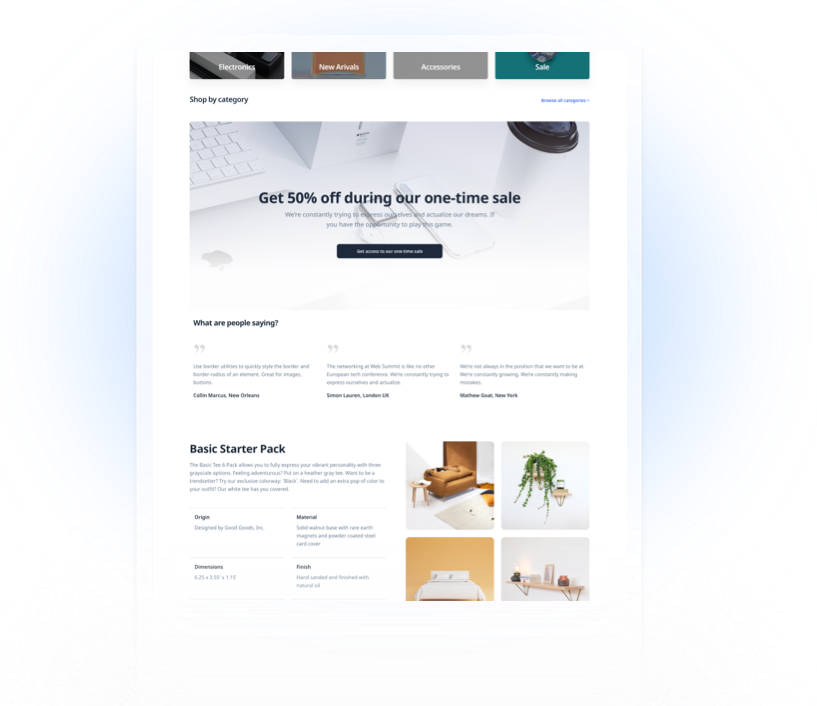 Electronics
New Arivals
Accessories
Sale
Shop by category
Browse all categories >
Get 50% off during our one-time sale
We're constantly trying to express ourselves and actualize our dreams. If
you have the opportunity to play this game.
Get access to our one-time sale
What are people saying?
Use border utilities to quickly style the border and
border-radius of an element. Great for images,
buttons.
Collin Marcus, New Orleans
The networking at Web Summit is like no other
European tech conference. We're constantly trying to
express ourselves and actualize.
Simon Lauren, London UK
We're not always in the position that we want to be at.
We're constantly growing. We're constantly making
mistakes.
Mathew Goat, New York
Basic Starter Pack
The Basic Tee 6-Pack allows you to fully express your vibrant personality with three
grayscale options. Feeling adventurous? Put on a heather gray tee. Want to be a
trendsetter? Try our exclusive colorway: 'Black'. Need to add an extra pop of color to
your outfit? Our white tee has you covered.
Origin
Designed by Good Goods, Inc.
Material
Solid walnut base with rare earth
magnets and powder coated steel
card cover
Dimensions
6.25 x 3.55' x 1.15'
Finish
Hand sanded and finished with
natural oil